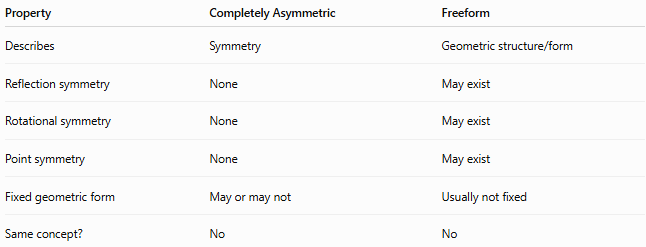 Property Completely Asymmetric Freeform
Describes Symmetry Geometric structure/form
Reflection symmetry None May exist
Rotational symmetry None May exist
Point symmetry None May exist
Fixed geometric form May or may not Usually not fixed
Same concept? No No